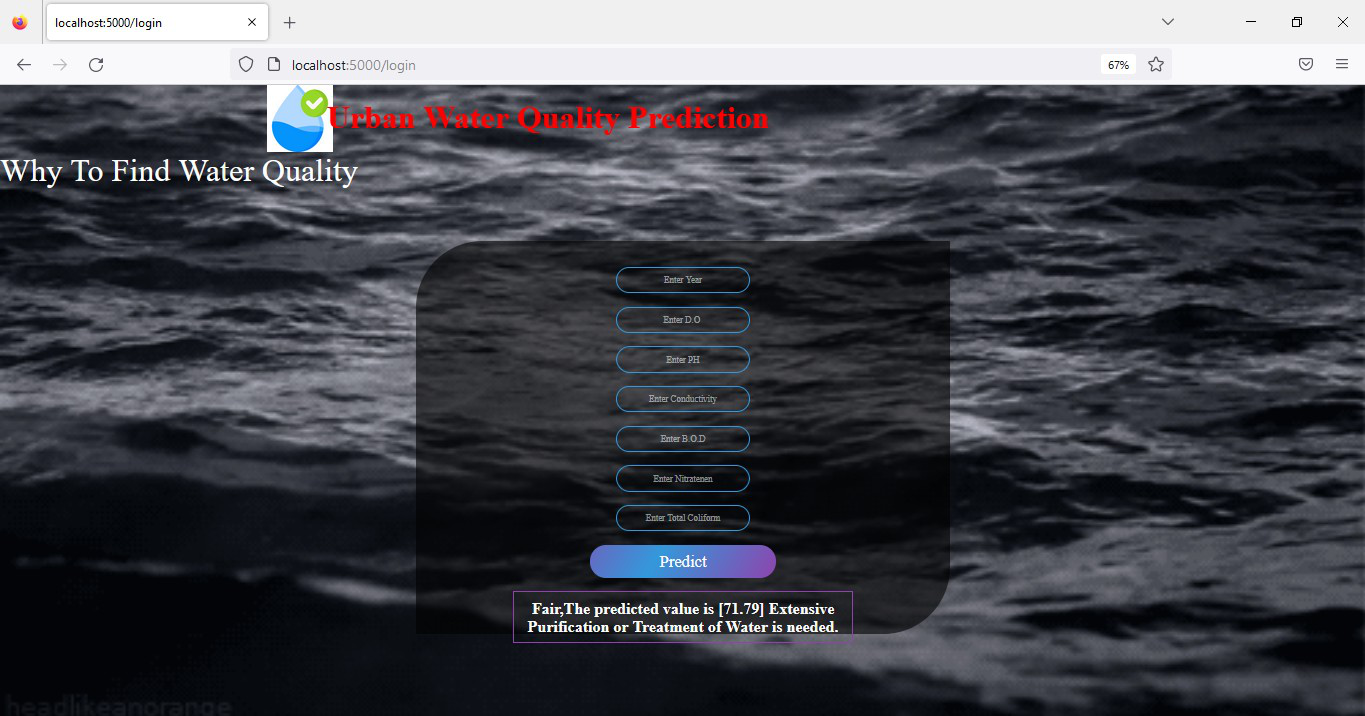 localhost:5000/login
localhost:5000/login
67%
Urban Water Quality Prediction
Why To Find Water Quality
Enter Year
Enter D.O
Enter PH
Enter Conductivity
Enter B.O.D
Enter Nitratenen
Enter Total Coliform
Predict
Fair,The predicted value is [71.79] Extensive
Purification or Treatment of Water is needed.
headlikeanorange